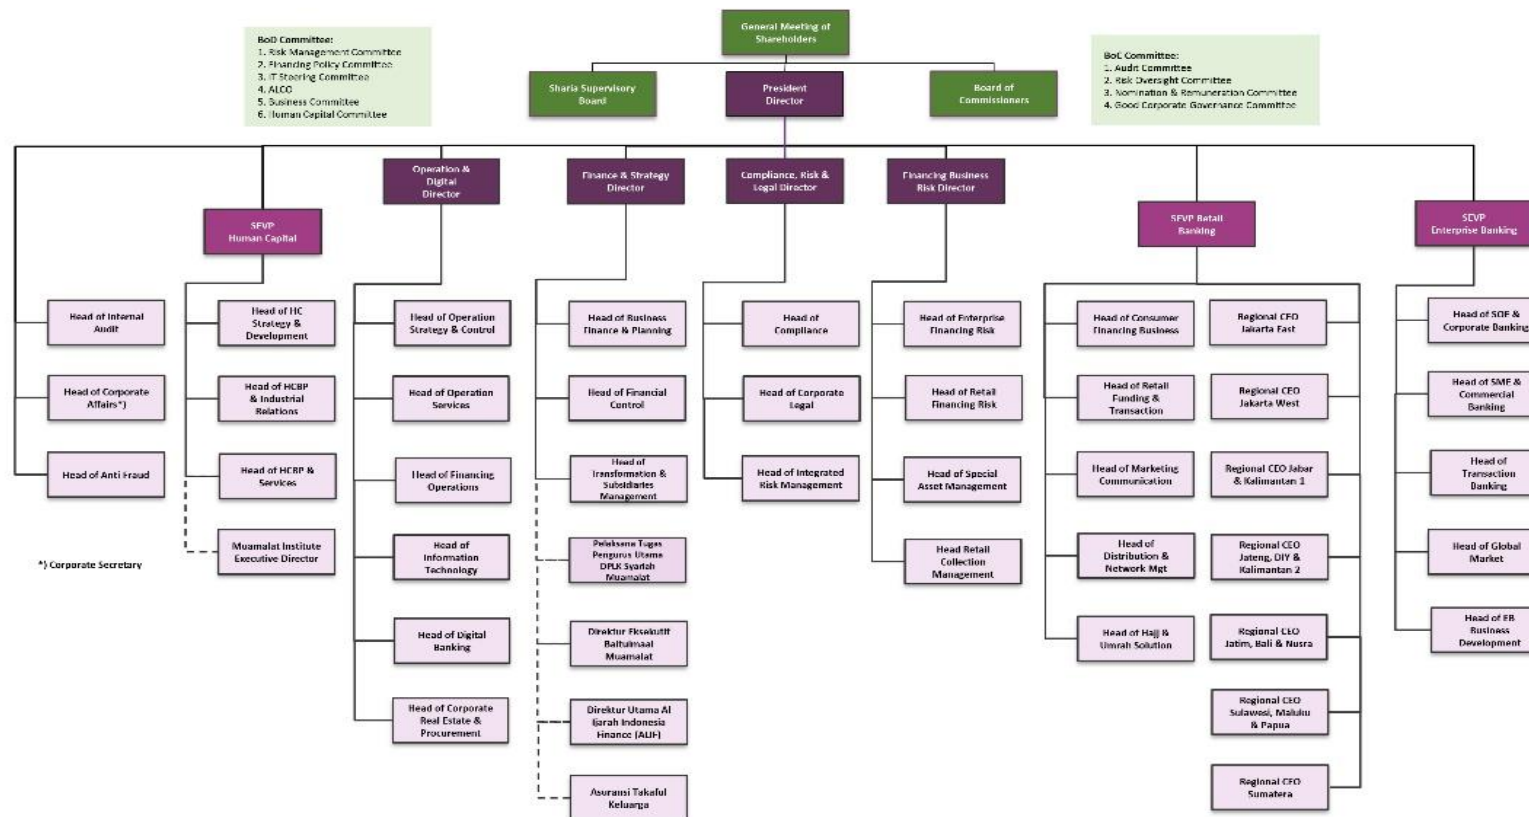 General Meeting of
Shareholders
BoD Committee:
1. Risk Management Committee
2. Financing Policy Committee
3. IT Steering Committee
4. ALCO
5. Business Committee
6. Human Capital Committee
BoC Committee:
1. Audit Committee
2. Risk Oversight Committee
3. Nomination & Remuneration Committee
4. Good Corporate Governance Committee
Sharia Supervisory
Board
President
Director
Board of
Commissioners
Operation &
Digital
Director
Finance & Strategy
Director
Compliance, Risk &
Legal Director
Financing Business
Risk Director
SEVP
Human Capital
SEVP Retail
Banking
SEVP
Enterprise Banking
Head of Internal
Audit
Head of Corporate
Affairs*)
Head of Anti Fraud
*) Corporate Secretary
Head of HC
Strategy &
Development
Head of HCBP
& Industrial
Relations
Head of HCBP &
Services
Muamalat Institute
Executive Director
Head of Operation
Strategy & Control
Head of Operation
Services
Head of Financing
Operations
Head of
Information
Technology
Head of Digital
Banking
Head of Corporate
Real Estate &
Procurement
Head of Business
Finance & Planning
Head of Financial
Control
Head of
Transformation &
Subsidiaries
Management
Pelaksana Tugas
Pengurus Utama
DPLK Syariah
Muamalat
Direktur Eksekutif
Baitulmaal
Muamalat
Direktur Utama Al
Ijarah Indonesia
Finance (ALIF)
Asuransi Takaful
Keluarga
Head of
Compliance
Head of Corporate
Legal
Head of Integrated
Risk Management
Head of Enterprise
Financing Risk
Head of Retail
Financing Risk
Head of Special
Asset Management
Head Retail
Collection
Management
Head of Consumer
Financing Business
Head of Retail
Funding &
Transaction
Head of Marketing
Communication
Head of
Distribution &
Network Mgt
Head of Hajj &
Umrah Solution
Regional CEO
Jakarta East
Regional CEO
Jakarta West
Regional CEO Jabar
& Kalimantan 1
Regional CEO
Jateng, DIY &
Kalimantan 2
Regional CEO
Jatim, Bali & Nusra
Regional CEO
Sulawesi, Maluku
& Papua
Regional CEO
Sumatera
Head of SOE &
Corporate Banking
Head of SME &
Commercial
Banking
Head of
Transaction
Banking
Head of Global
Market
Head of EB
Business
Development